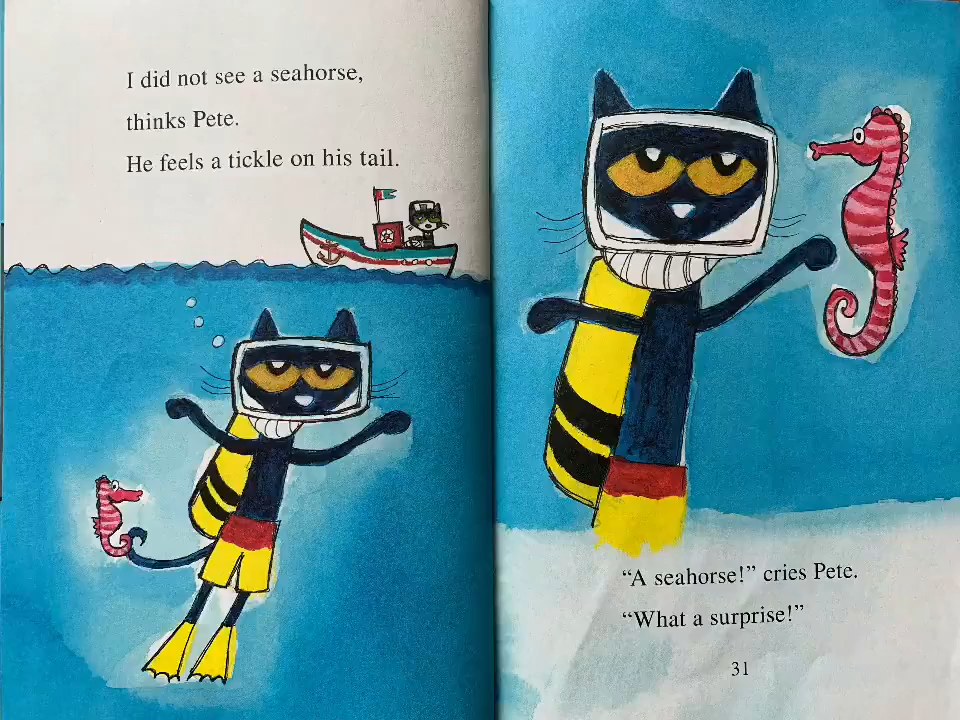 I did not see a seahorse,
thinks Pete.
He feels a tickle on his tail.
“A seahorse!” cries Pete.
“What a surprise!”
31